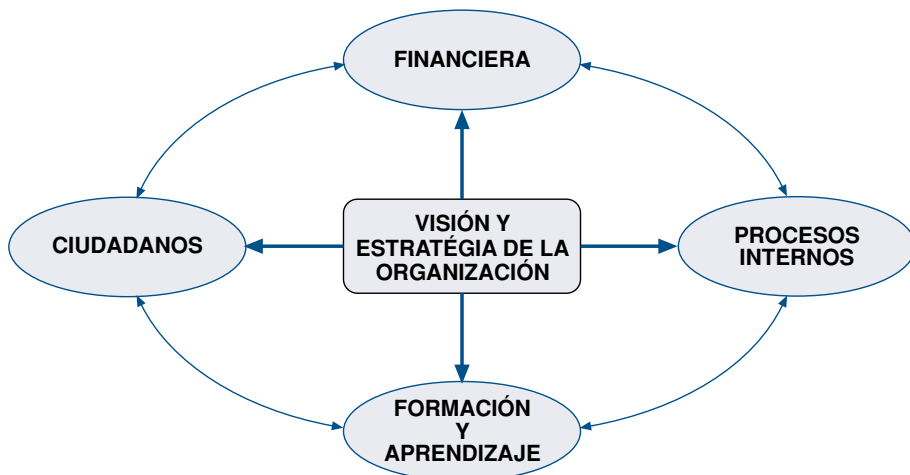 FINANCIERA
CIUDADANOS
VISIÓN Y
ESTRATÉGIA DE LA
ORGANIZACIÓN
PROCESOS
INTERNOS
FORMACIÓN
Y
APRENDIZAJE